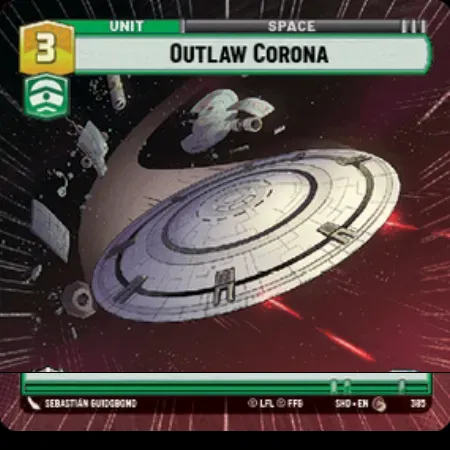 UNIT
SPACE
3
OUTLAW CORONA
SEBASTIÁN GUIDOBONO
Ⓒ LFL Ⓟ FFG
SHD • EN
385